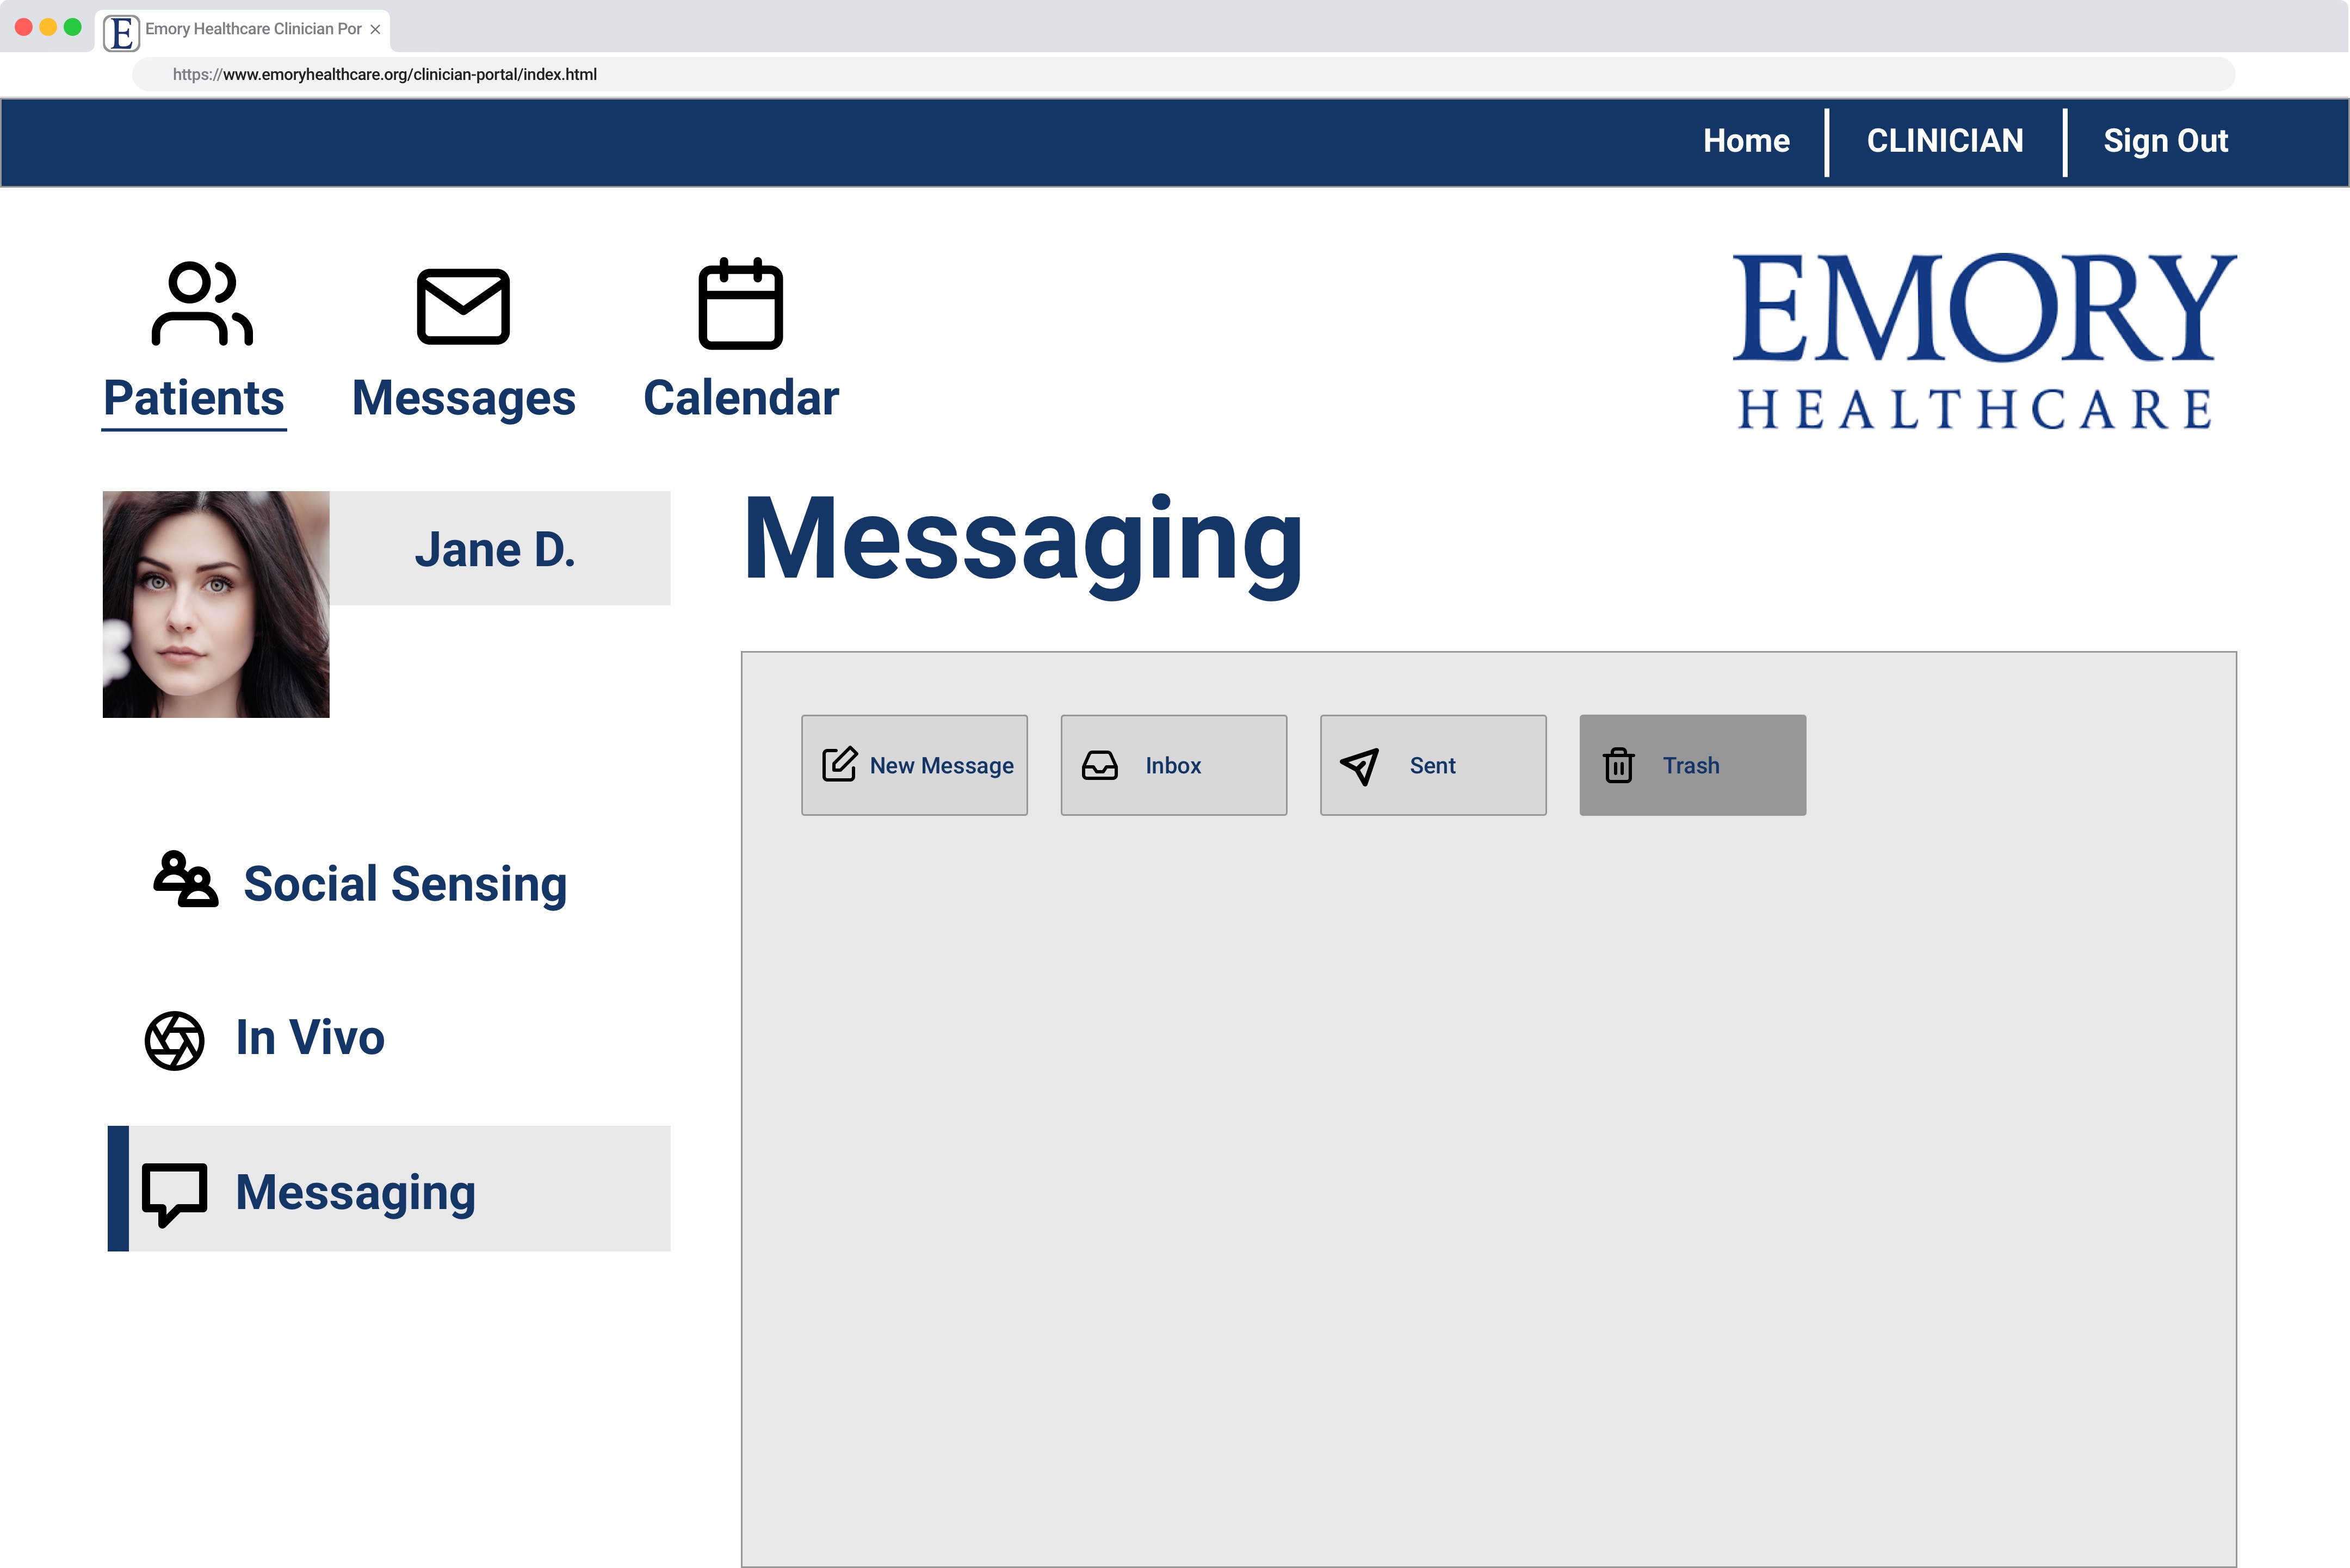 E
Emory Healthcare Clinician Por
https://www.emoryhealthcare.org/clinician-portal/index.html
Home
CLINICIAN
Sign Out
Patients
Messages
Calendar
EMORY
HEALTHCARE
Jane D.
Messaging
New Message
Inbox
Sent
Trash
Social Sensing
In Vivo
Messaging